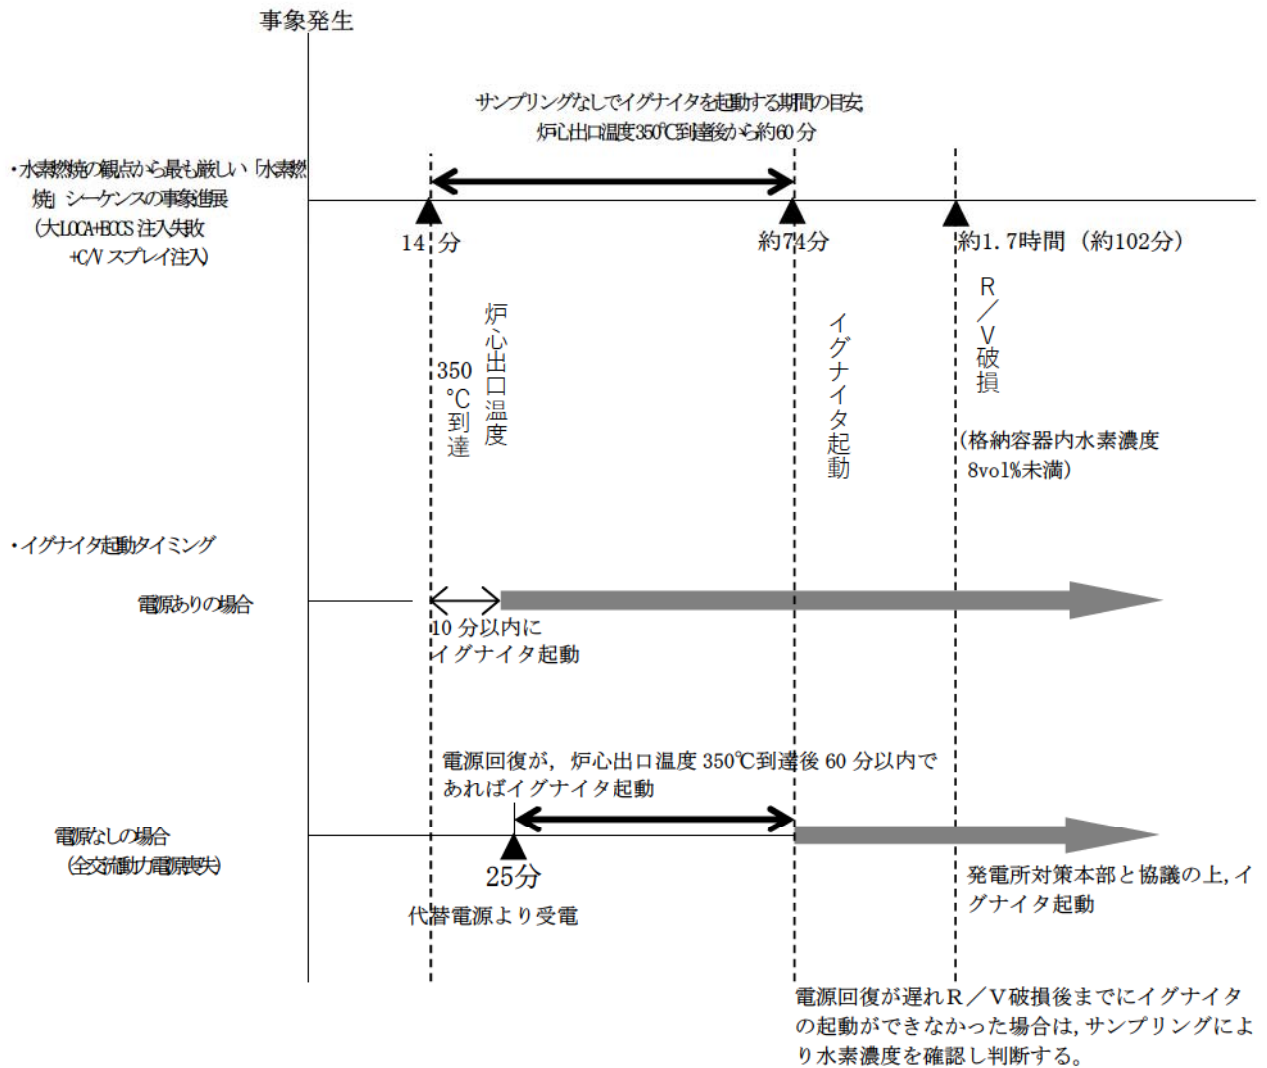 事象発生
サンプリングなしでイグナイタを起動する期間の目安
炉心出口温度350℃到達後から約60分
・水素燃焼の観点から最も厳しい「水素燃
焼」シーケンスの事象進展
(大LOCA+ECCS注入失敗
+C/Vスプレイ注入)
14 分
約74分
約1.7時間 (約102分)
炉心出口温度
350
℃到達
イグナイタ起動
R／V破損
(格納容器内水素濃度
8vol%未満)
・イグナイタ起動タイミング
電源ありの場合
10 分以内に
イグナイタ起動
電源回復が，炉心出口温度 350℃到達後 60 分以内で
あればイグナイタ起動
電源なしの場合
(全交流動力電源喪失)
25分
代替電源より受電
発電所対策本部と協議の上,イ
グナイタ起動
電源回復が遅れＲ／Ｖ破損後までにイグナイタ
の起動ができなかった場合は,サンプリングによ
り水素濃度を確認し判断する。